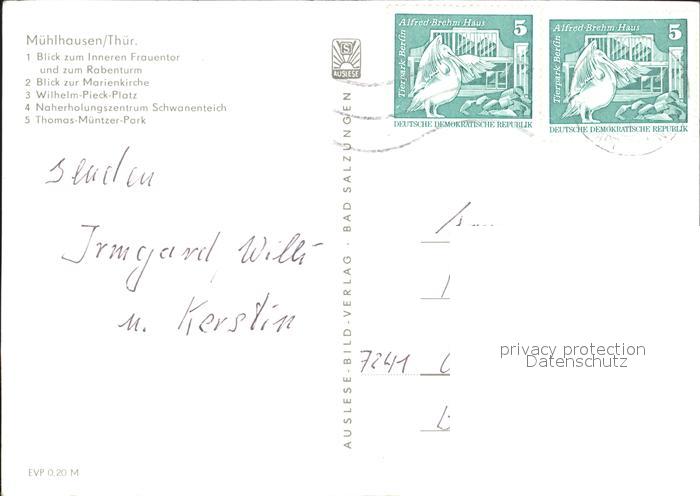 Mühlhausen/Thür.
1 Blick zum Inneren Frauentor
und zum Rabenturm
2 Blick zur Marienkirche
3 Wilhelm-Pieck-Platz
4 Naherholungszentrum Schwanenteich
5 Thomas-Müntzer-Park
senden
Irmgard, Willi
u. Kerstin
EVP 0,20 M
S
AUSLESE
AUSLESE-BILD-VERLAG · BAD SALZUNGEN
Alfred-Brehm-Haus 5
Tierpark Berlin
DEUTSCHE DEMOKRATISCHE REPUBLIK
Alfred-Brehm-Haus 5
Tierpark Berlin
DEUTSCHE DEMOKRATISCHE REPUBLIK
7241
privacy protection
Datenschutz